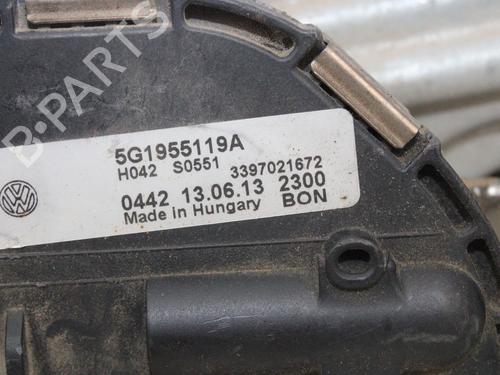 B-PARTS
5G1955119A
H042 S0551 3397021672
0442 13.06.13 2300
Made in Hungary BON